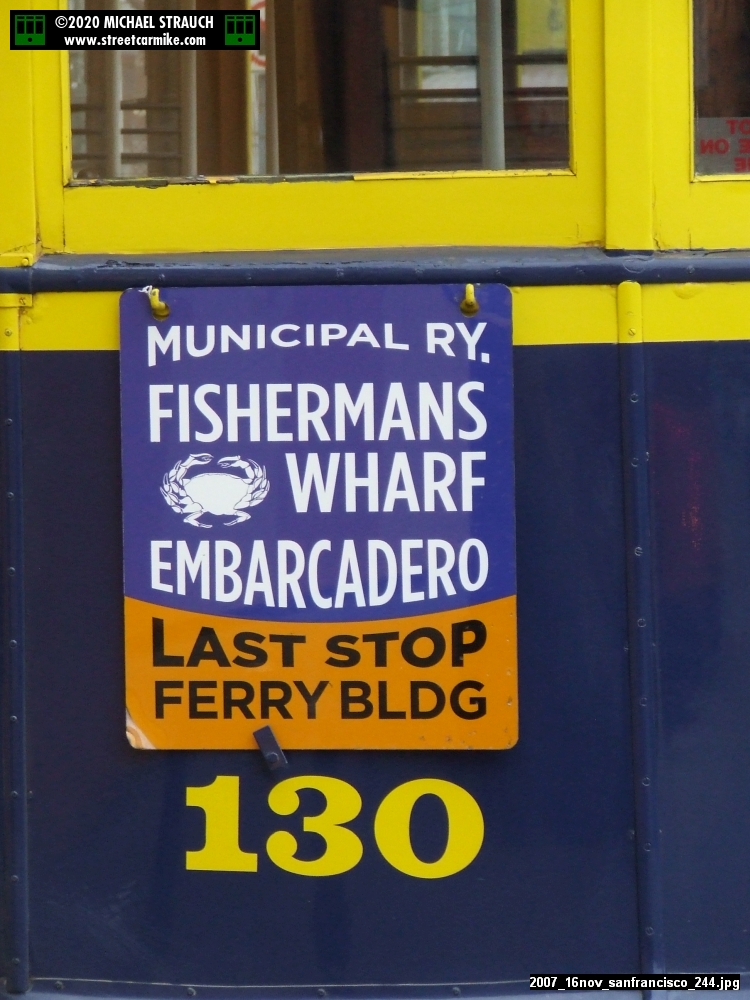 ©2020 MICHAEL STRAUCH
www.streetcarmike.com
MUNICIPAL RY.
FISHERMANS
WHARF
EMBARCADERO
LAST STOP
FERRY BLDG
130
2007_16nov_sanfrancisco_244.jpg